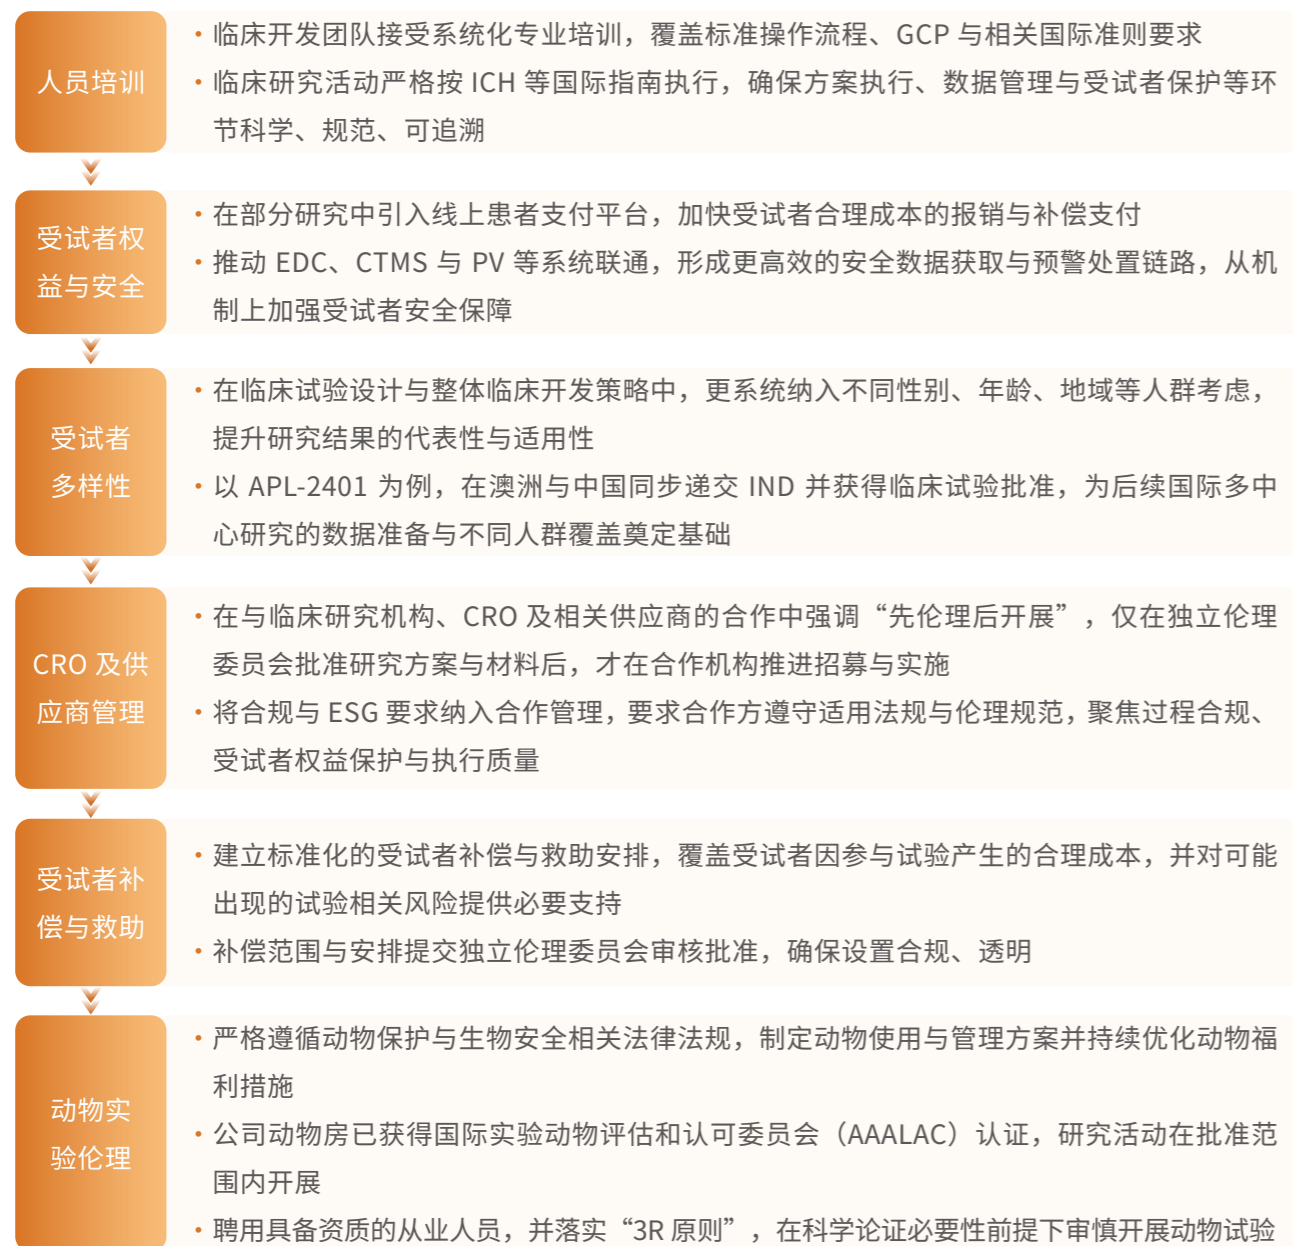 人员培训
·临床开发团队接受系统化专业培训，覆盖标准操作流程、GCP 与相关国际准则要求
·临床研究活动严格按 ICH 等国际指南执行，确保方案执行、数据管理与受试者保护等环
节科学、规范、可追溯
受试者权
益与安全
·在部分研究中引入线上患者支付平台，加快受试者合理成本的报销与补偿支付
·推动 EDC、CTMS 与 PV 等系统联通，形成更高效的安全数据获取与预警处置链路，从机
制上加强受试者安全保障
受试者
多样性
·在临床试验设计与整体临床开发策略中，更系统纳入不同性别、年龄、地域等人群考虑，
提升研究结果的代表性与适用性
·以 APL-2401 为例，在澳洲与中国同步递交 IND 并获得临床试验批准，为后续国际多中
心研究的数据准备与不同人群覆盖奠定基础
CRO 及供
应商管理
·在与临床研究机构、CRO 及相关供应商的合作中强调“先伦理后开展”，仅在独立伦理
委员会批准研究方案与材料后，才在合作机构推进招募与实施
·将合规与 ESG 要求纳入合作管理，要求合作方遵守适用法规与伦理规范，聚焦过程合规、
受试者权益保护与执行质量
受试者补
偿与救助
·建立标准化的受试者补偿与救助安排，覆盖受试者因参与试验产生的合理成本，并对可能
出现的试验相关风险提供必要支持
·补偿范围与安排提交独立伦理委员会审核批准，确保设置合规、透明
动物实
验伦理
·严格遵循动物保护与生物安全相关法律法规，制定动物使用与管理方案并持续优化动物福
利措施
·公司动物房已获得国际实验动物评估和认可委员会（AAALAC）认证，研究活动在批准范
围内开展
·聘用具备资质的从业人员，并落实“3R 原则”，在科学论证必要性前提下审慎开展动物试验